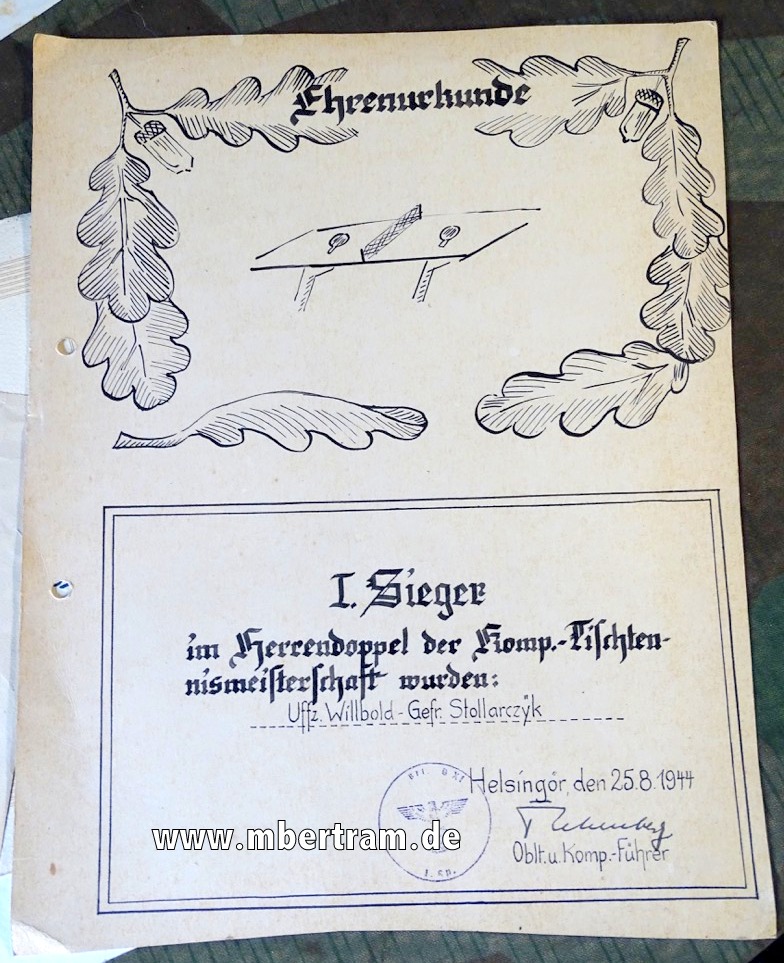 Ehrenurkunde
I. Sieger
im Herrendoppel der Komp.-Tischten-
nismeisterschaft wurden:
Uffz. Willbold - Gefr. Stollarczÿk
Helsingör, den 25.8.1944
www.mbertram.de
Oblt. u. Komp.-Führer